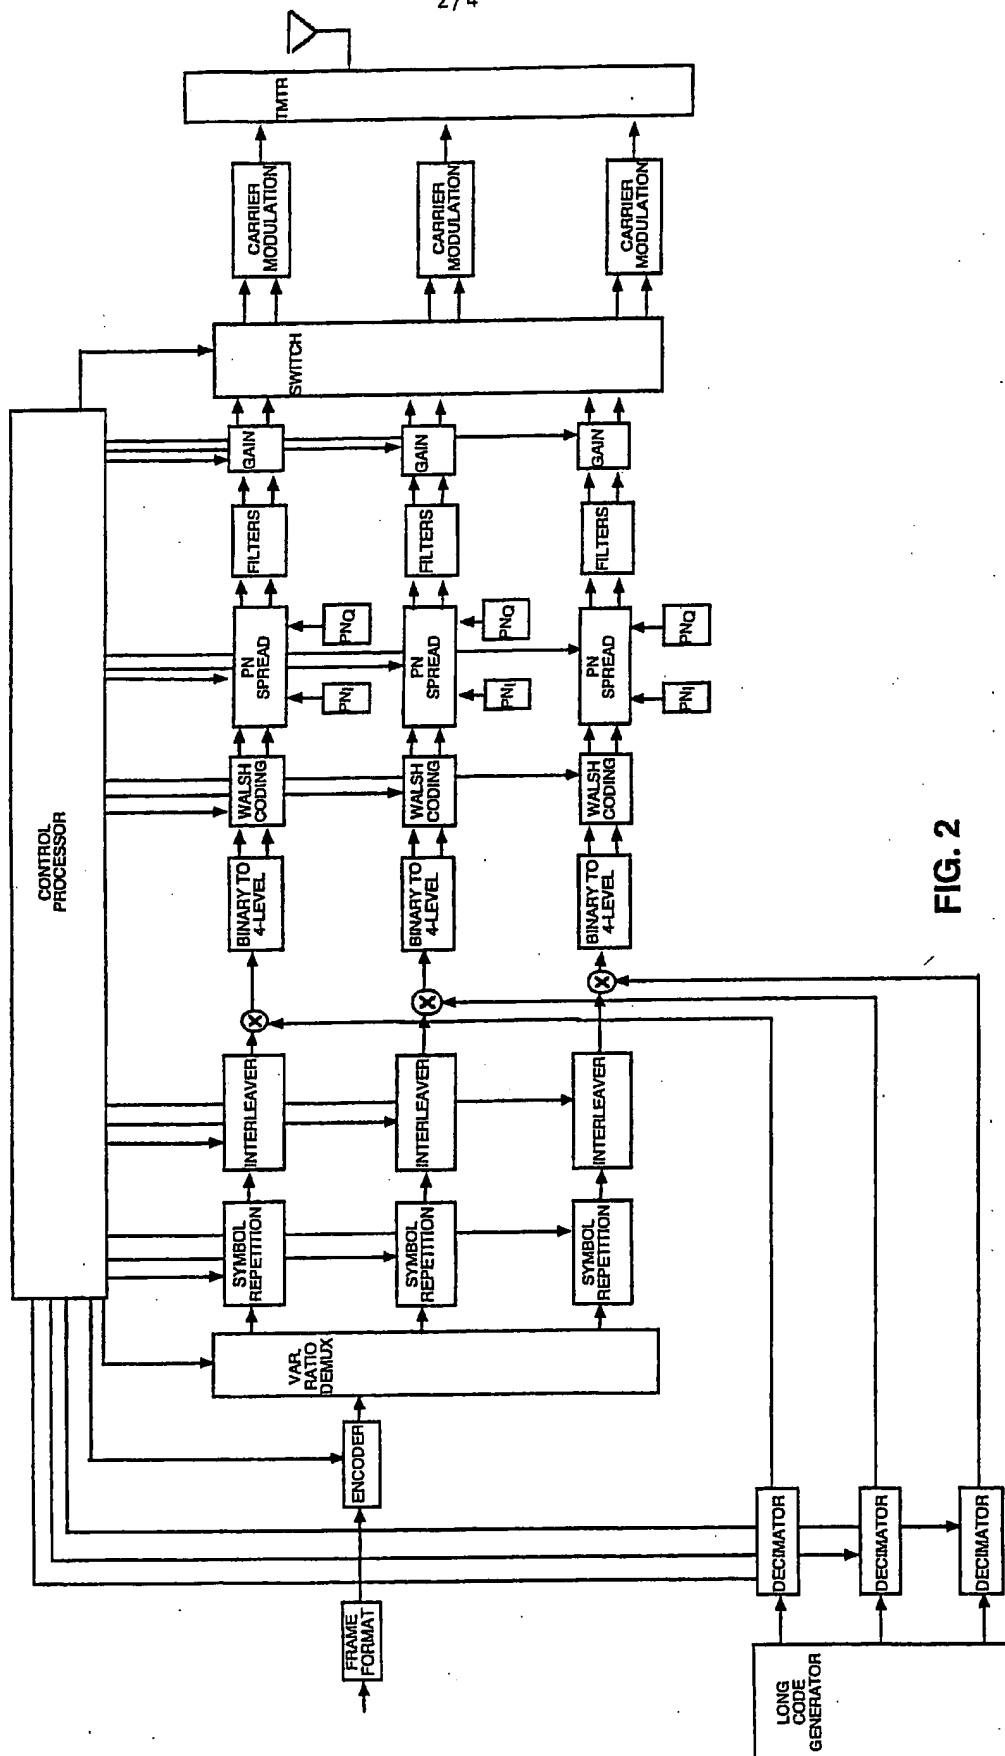 2/4
TMTR
CARRIER
MODULATION
CARRIER
MODULATION
CARRIER
MODULATION
SWITCH
GAIN
GAIN
GAIN
FILTERS
FILTERS
FILTERS
PN
SPREAD
PNI
PNQ
PN
SPREAD
PNI
PNQ
PN
SPREAD
PNI
PNQ
WALSH
CODING
WALSH
CODING
WALSH
CODING
BINARY TO
4-LEVEL
BINARY TO
4-LEVEL
BINARY TO
4-LEVEL
X
X
X
CONTROL
PROCESSOR
INTERLEAVER
INTERLEAVER
INTERLEAVER
SYMBOL
REPETITION
SYMBOL
REPETITION
SYMBOL
REPETITION
VAR.
RATIO
DEMUX
ENCODER
FRAME
FORMAT
DECIMATOR
DECIMATOR
DECIMATOR
LONG
CODE
GENERATOR
FIG. 2